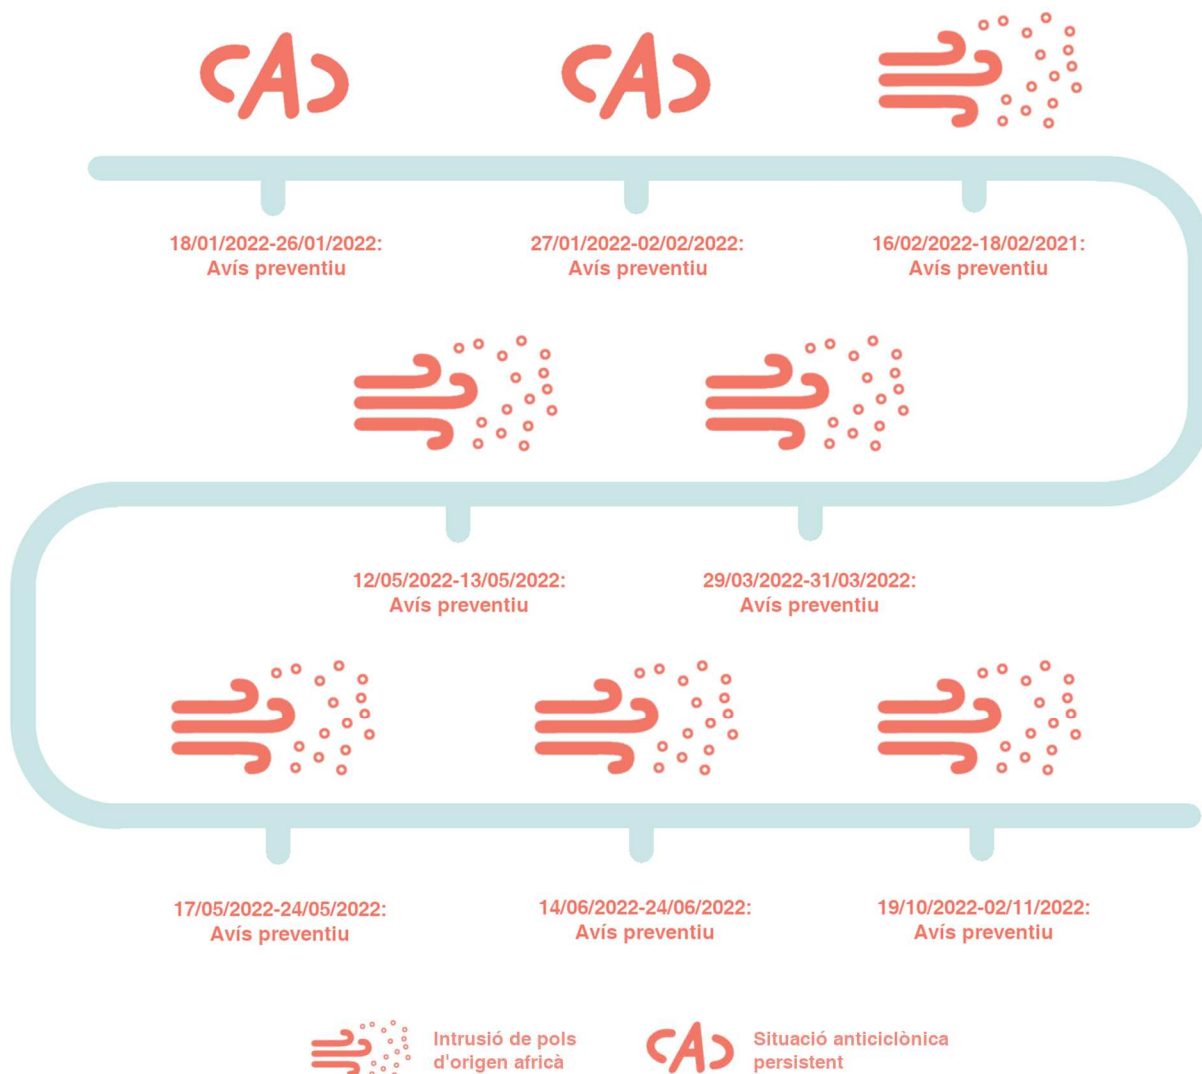 18/01/2022-26/01/2022:
Avís preventiu
27/01/2022-02/02/2022:
Avís preventiu
16/02/2022-18/02/2021:
Avís preventiu
12/05/2022-13/05/2022:
Avís preventiu
29/03/2022-31/03/2022:
Avís preventiu
17/05/2022-24/05/2022:
Avís preventiu
14/06/2022-24/06/2022:
Avís preventiu
19/10/2022-02/11/2022:
Avís preventiu
Intrusió de pols
d'origen africà
Situació anticiclònica
persistent